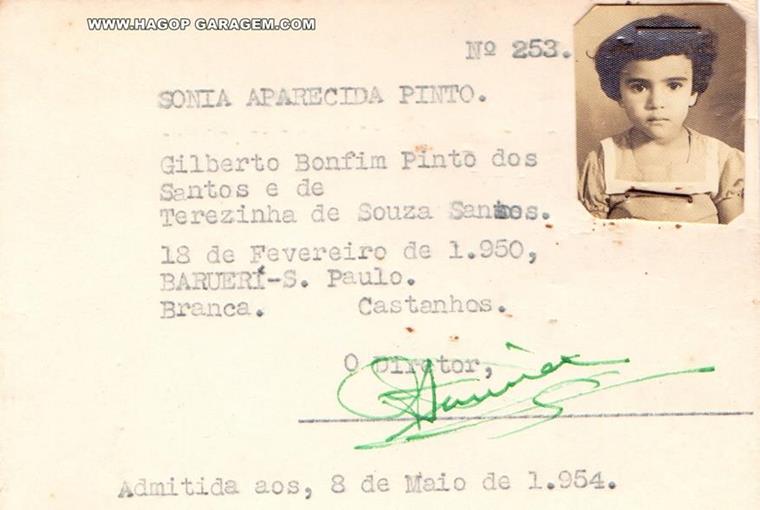 WWW.HAGOP GARAGEM.COM
Nº 253.
SONIA APARECIDA PINTO.
Gilberto Bonfim Pinto dos
Santos e de
Terezinha de Souza Santos.
18 de Fevereiro de 1.950,
BARUERÍ-S. Paulo.
Branca. Castanhos.
O Diretor,
Admitida aos, 8 de Maio de 1.954.